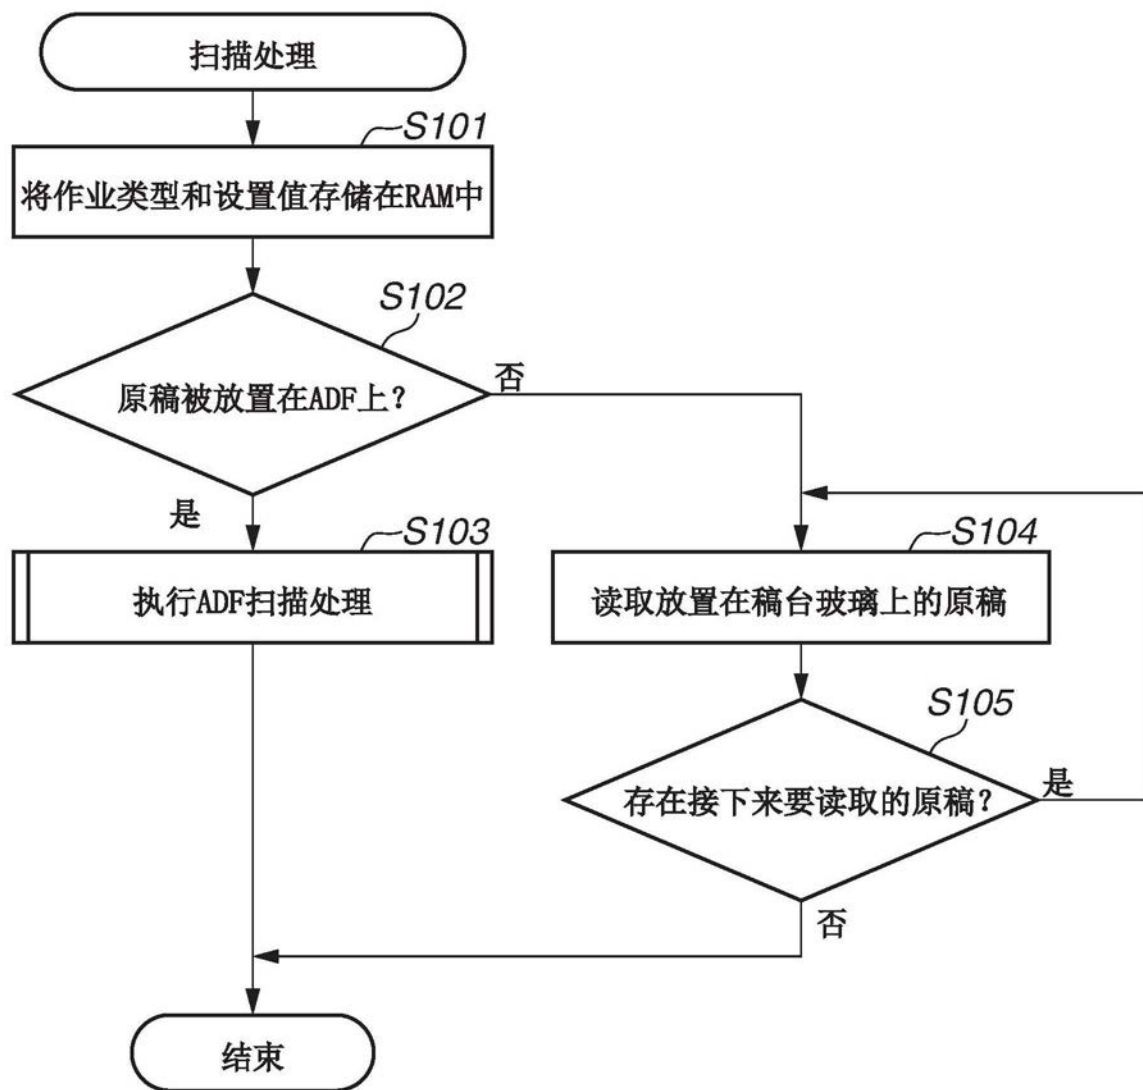 扫描处理
S101
将作业类型和设置值存储在RAM中
S102
原稿被放置在ADF上?
否
是
S103
执行ADF扫描处理
S104
读取放置在稿台玻璃上的原稿
S105
存在接下来要读取的原稿?
是
否
结束